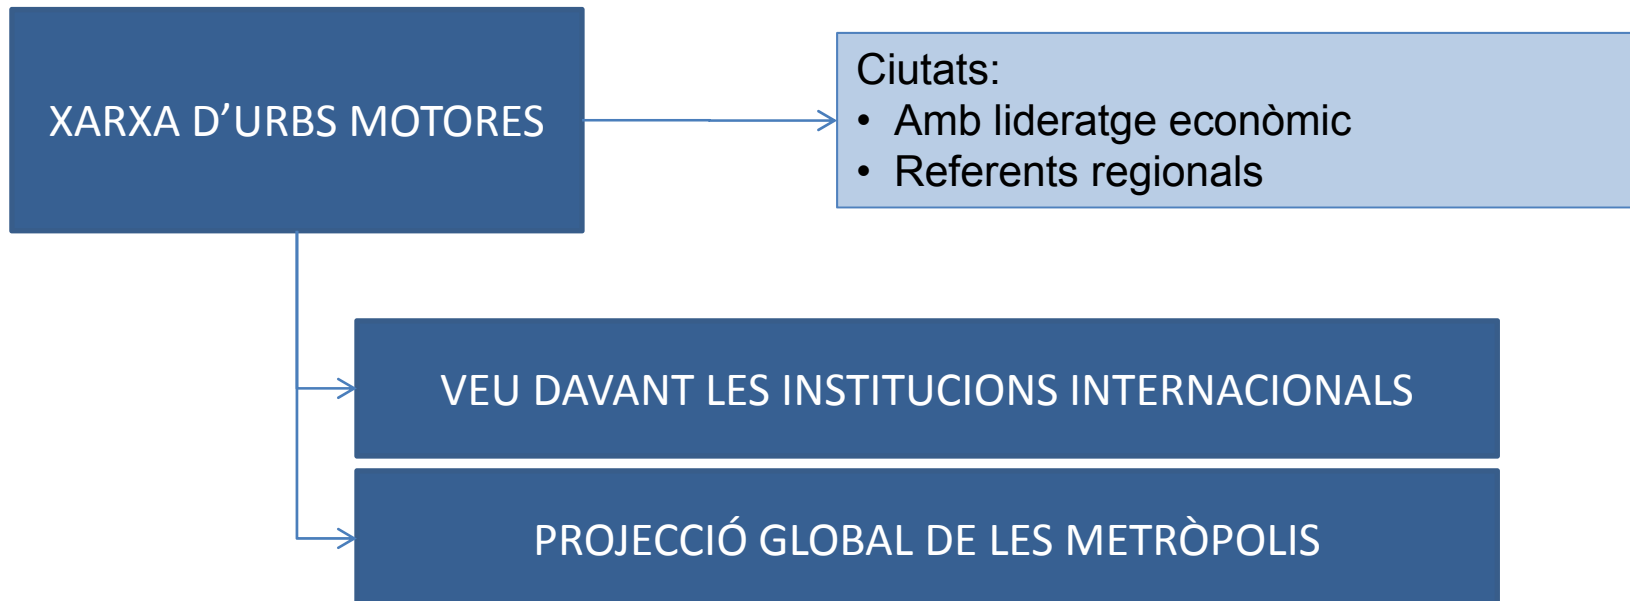 XARXA D’URBS MOTORES
Ciutats:
• Amb lideratge econòmic
• Referents regionals
VEU DAVANT LES INSTITUCIONS INTERNACIONALS
PROJECCIÓ GLOBAL DE LES METRÒPOLIS